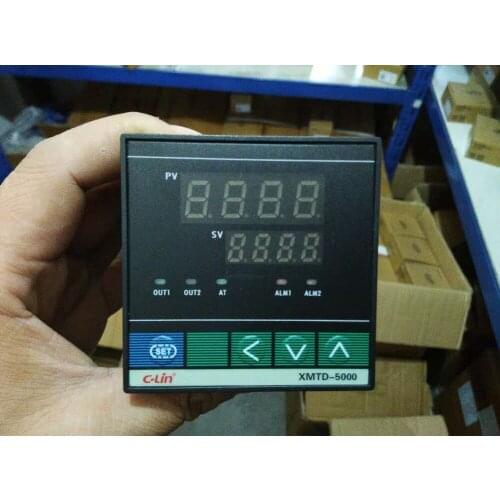 PV
8.8.8.8.
SV
8.8.8.8.
OUT1 OUT2 AT ALM1 ALM2
SET < ∨ ∧
C-Lin® XMTD-5000